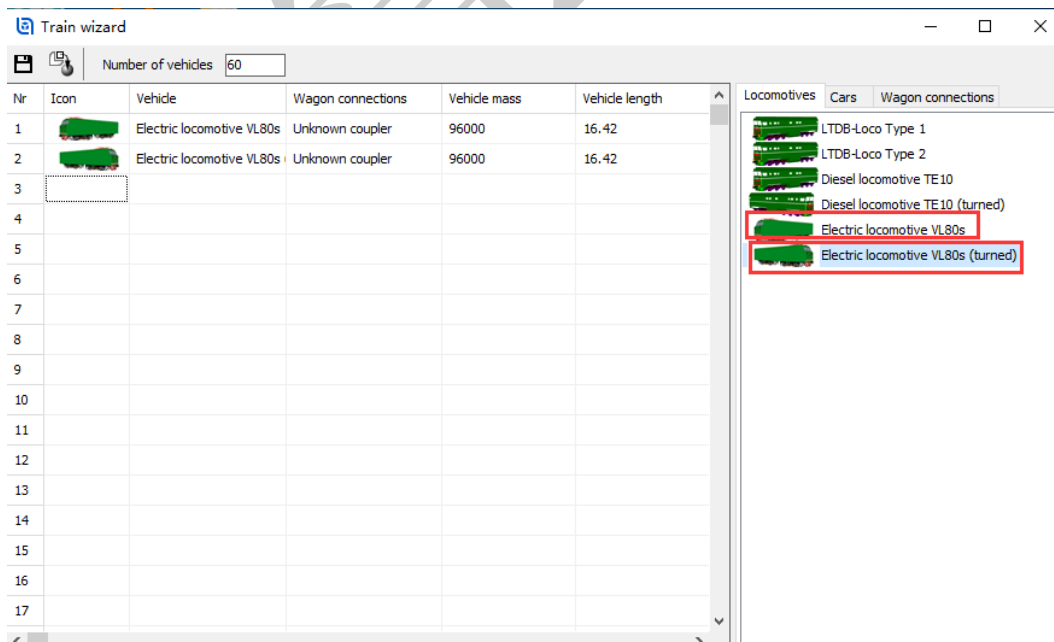 Train wizard
Number of vehicles 60
Nr Icon Vehicle Wagon connections Vehicle mass Vehicle length
1 Electric locomotive VL80s Unknown coupler 96000 16.42
2 Electric locomotive VL80s Unknown coupler 96000 16.42
3
4
5
6
7
8
9
10
11
12
13
14
15
16
17
Locomotives Cars Wagon connections
LTDB-Loco Type 1
LTDB-Loco Type 2
Diesel locomotive TE10
Diesel locomotive TE10 (turned)
Electric locomotive VL80s
Electric locomotive VL80s (turned)